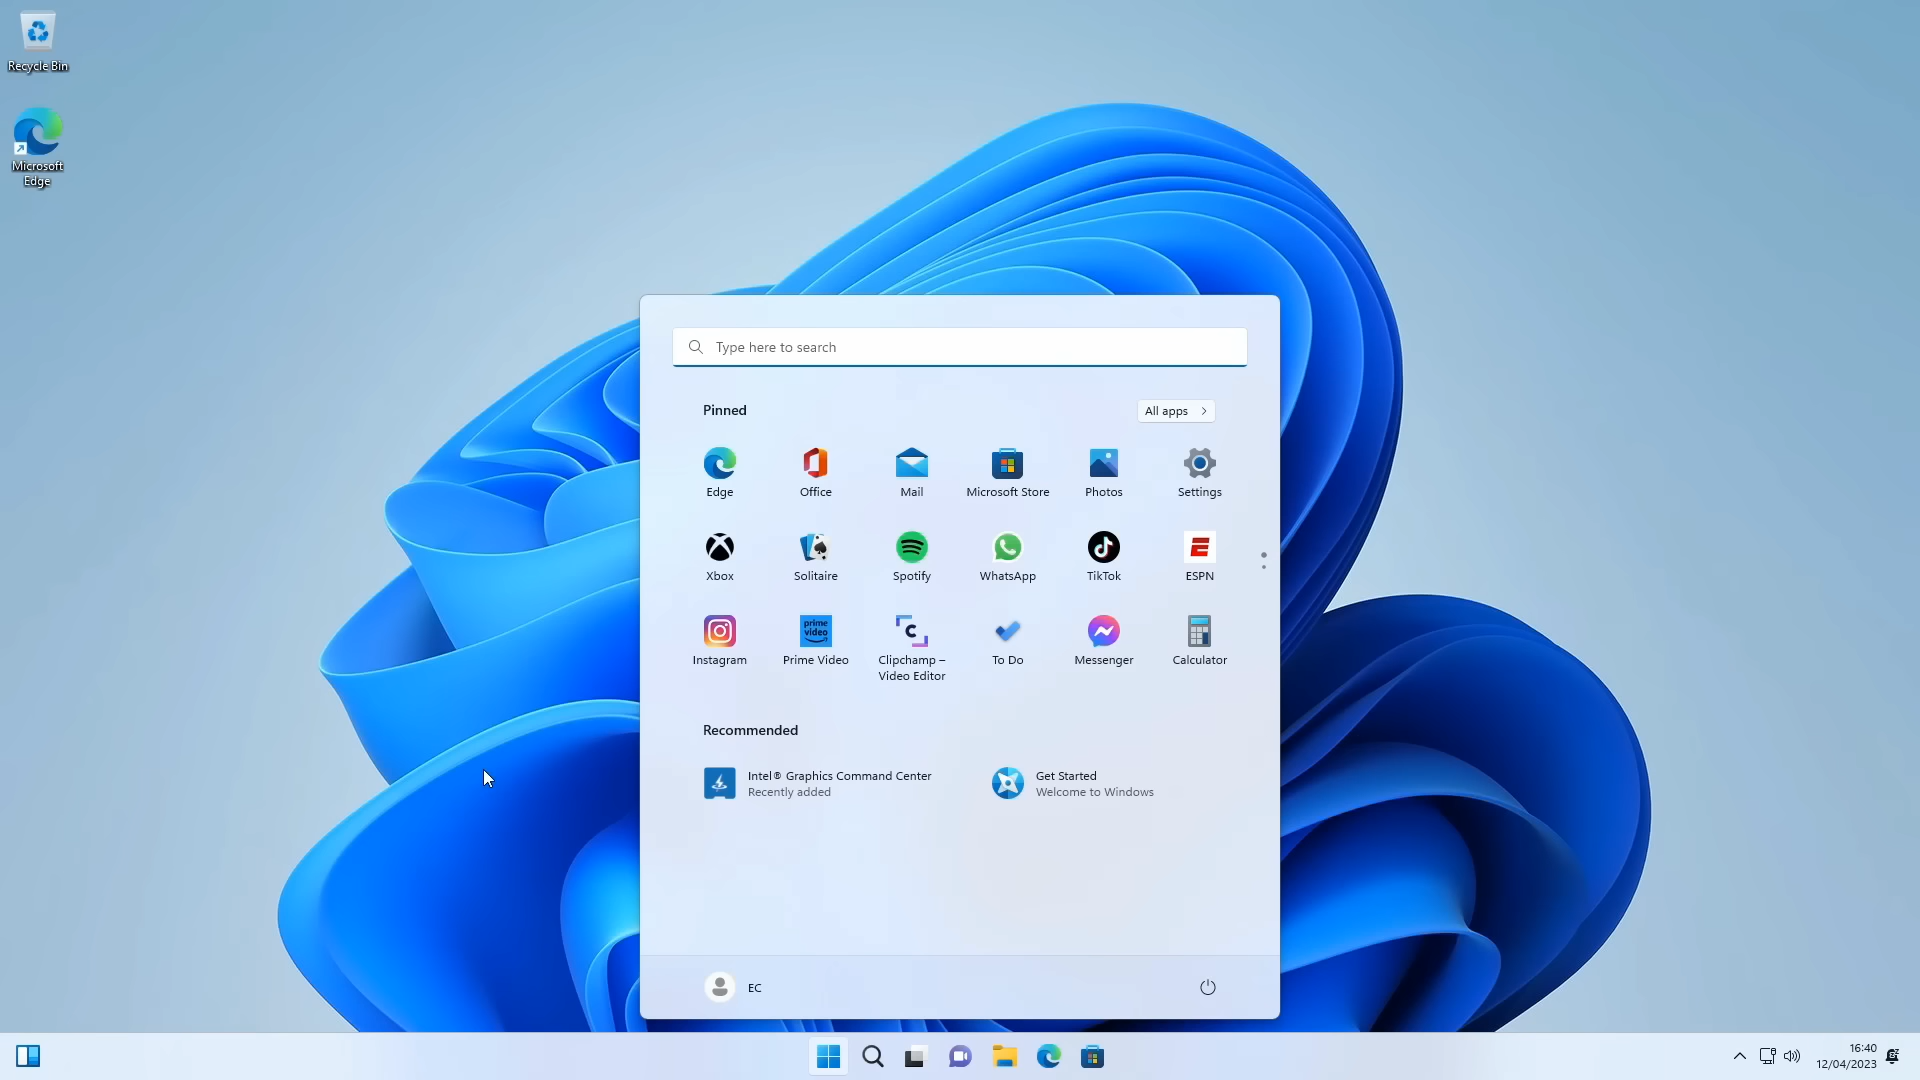 Recycle Bin
Microsoft
Edge
Type here to search
Pinned
All apps
Edge
Office
Mail
Microsoft Store
Photos
Settings
Xbox
Solitaire
Spotify
WhatsApp
TikTok
ESPN
Instagram
prime
video
Prime Video
Clipchamp –
Video Editor
To Do
Messenger
Calculator
Recommended
Intel® Graphics Command Center
Recently added
Get Started
Welcome to Windows
EC
16:40
12/04/2023